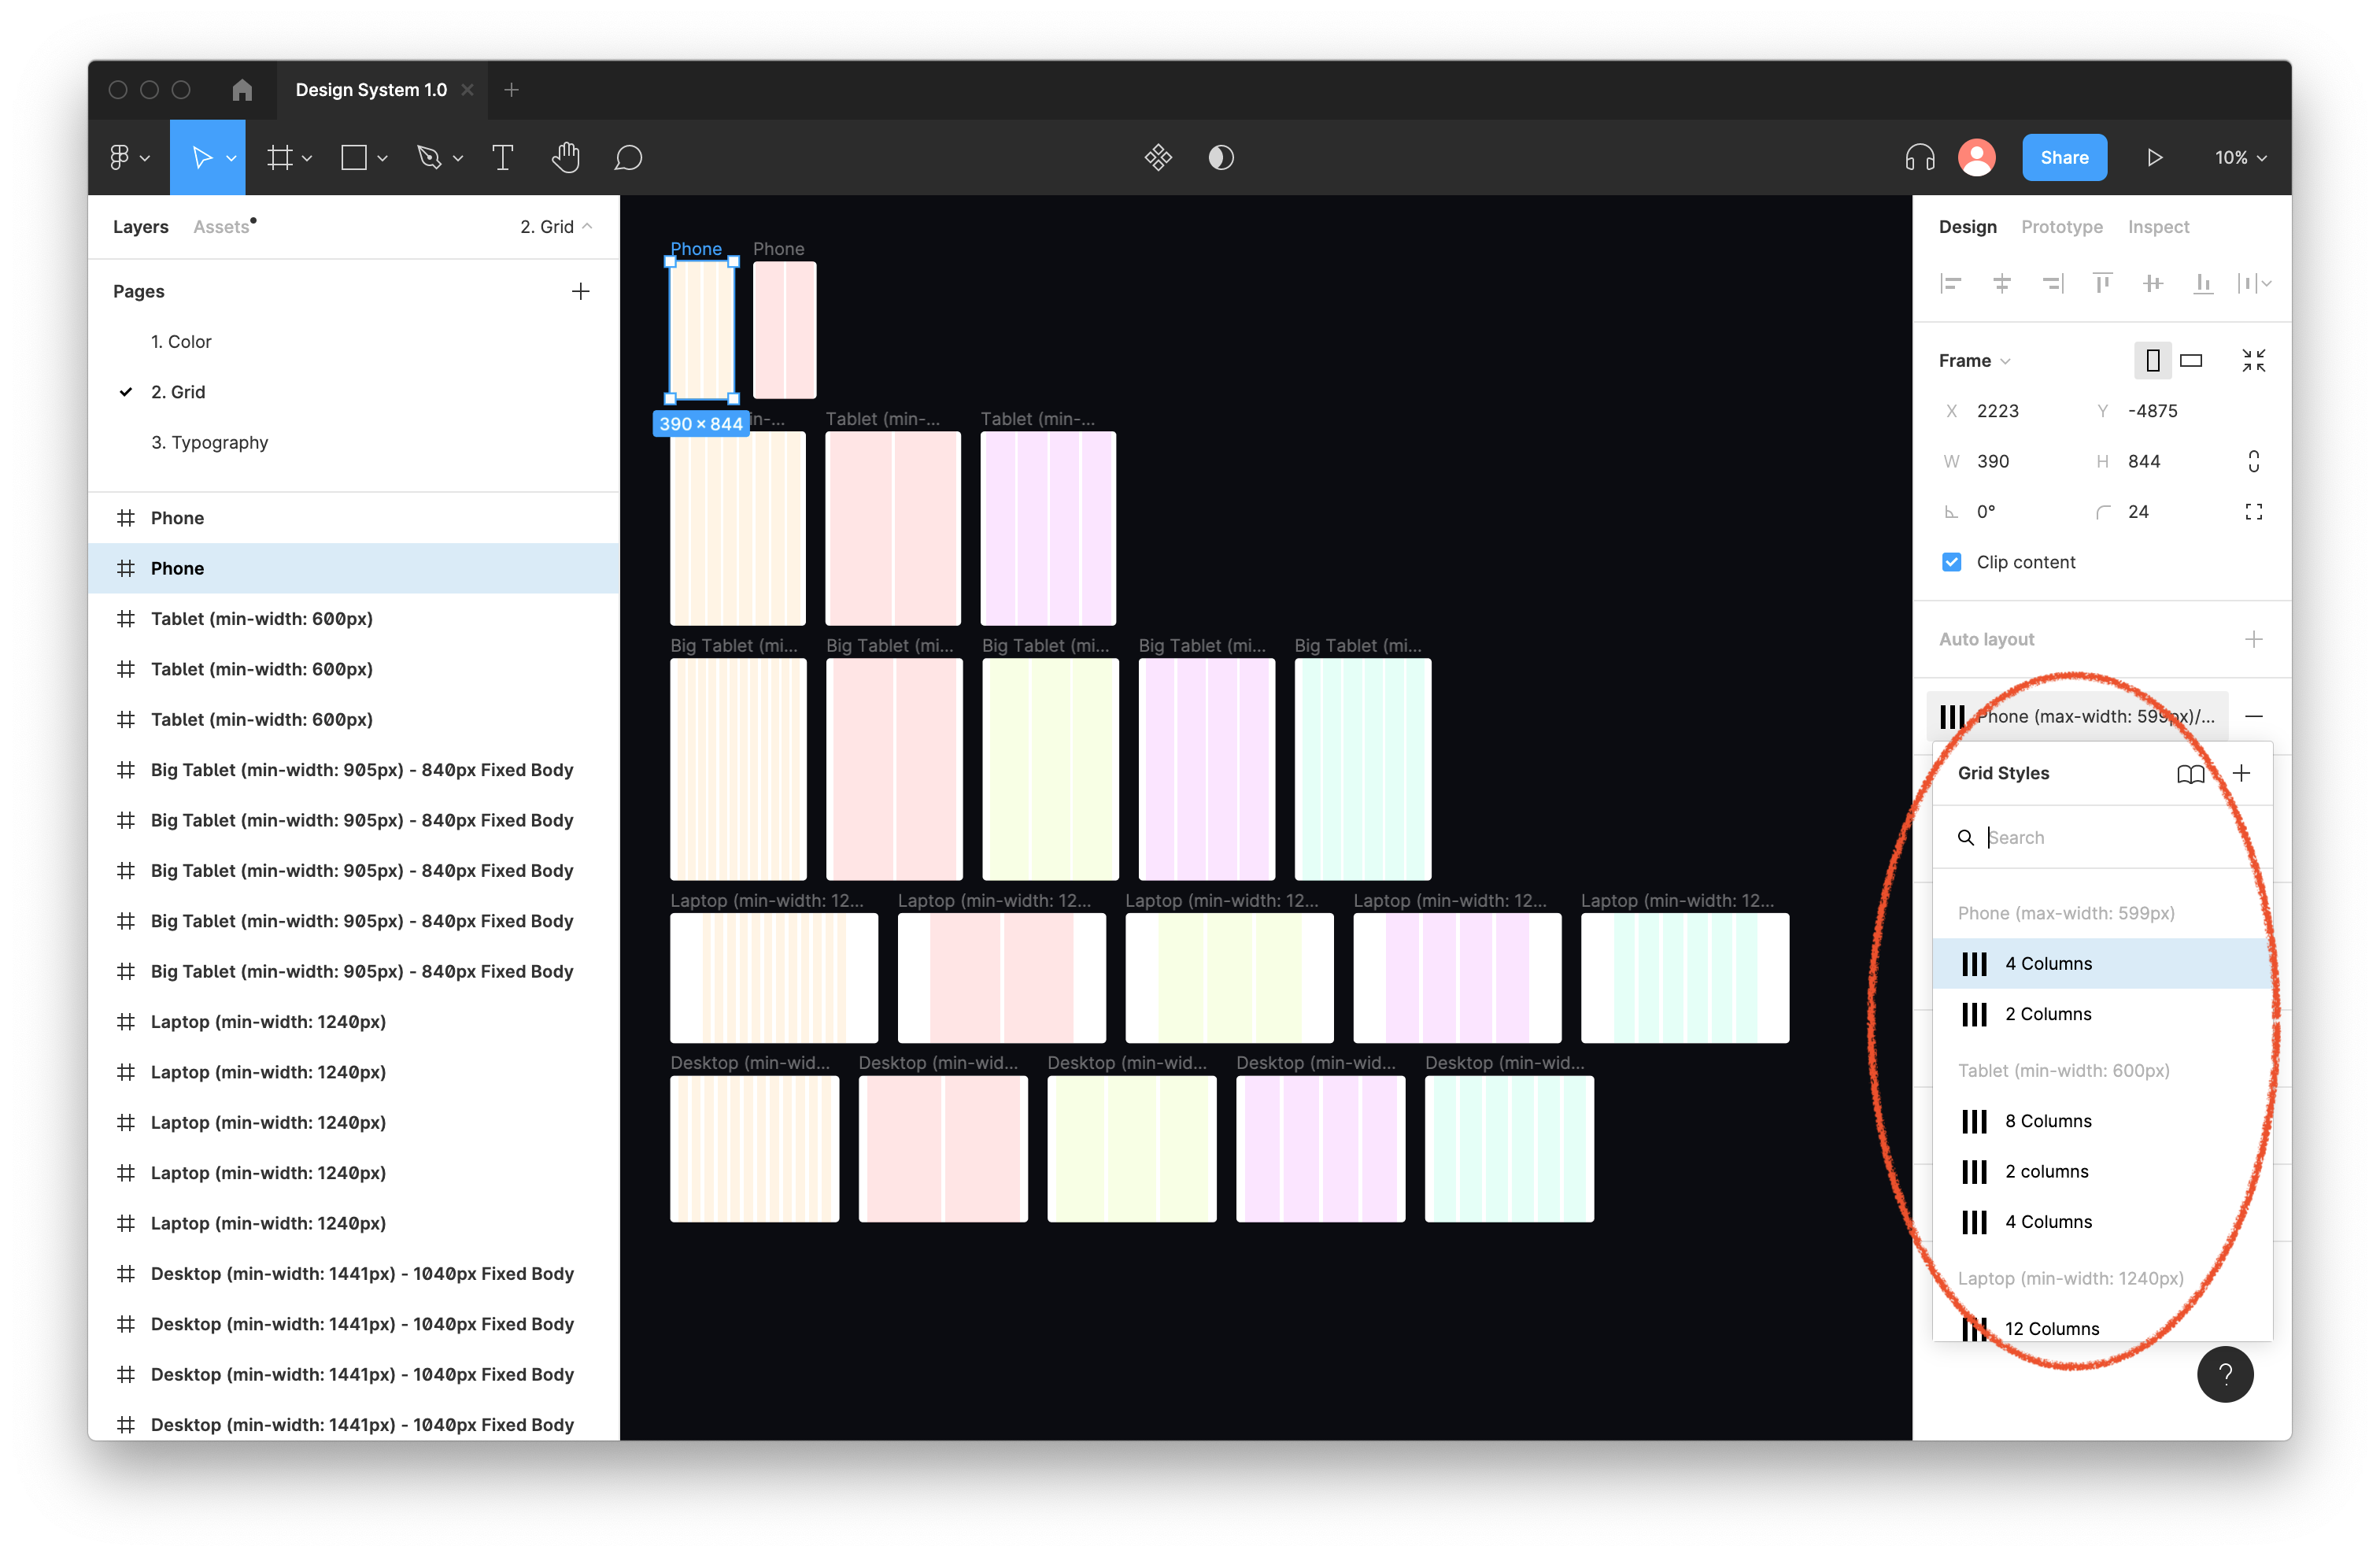 Design System 1.0
Share
10%
Layers
Assets
2. Grid
Pages
1. Color
2. Grid
3. Typography
Phone
Phone
Tablet (min-width: 600px)
Tablet (min-width: 600px)
Tablet (min-width: 600px)
Big Tablet (min-width: 905px) - 840px Fixed Body
Big Tablet (min-width: 905px) - 840px Fixed Body
Big Tablet (min-width: 905px) - 840px Fixed Body
Big Tablet (min-width: 905px) - 840px Fixed Body
Big Tablet (min-width: 905px) - 840px Fixed Body
Laptop (min-width: 1240px)
Laptop (min-width: 1240px)
Laptop (min-width: 1240px)
Laptop (min-width: 1240px)
Laptop (min-width: 1240px)
Desktop (min-width: 1441px) - 1040px Fixed Body
Desktop (min-width: 1441px) - 1040px Fixed Body
Desktop (min-width: 1441px) - 1040px Fixed Body
Desktop (min-width: 1441px) - 1040px Fixed Body
Phone Phone
390 × 844 in-... Tablet (min-... Tablet (min-...
Big Tablet (mi... Big Tablet (mi... Big Tablet (mi... Big Tablet (mi... Big Tablet (mi...
Laptop (min-width: 12... Laptop (min-width: 12... Laptop (min-width: 12... Laptop (min-width: 12... Laptop (min-width: 12...
Desktop (min-wid... Desktop (min-wid... Desktop (min-wid... Desktop (min-wid... Desktop (min-wid...
Design Prototype Inspect
Frame
X 2223 Y -4875
W 390 H 844
0° 24
Clip content
Auto layout
Phone (max-width: 599px)/...
Grid Styles
Search
Phone (max-width: 599px)
4 Columns
2 Columns
Tablet (min-width: 600px)
8 Columns
2 columns
4 Columns
Laptop (min-width: 1240px)
12 Columns
?